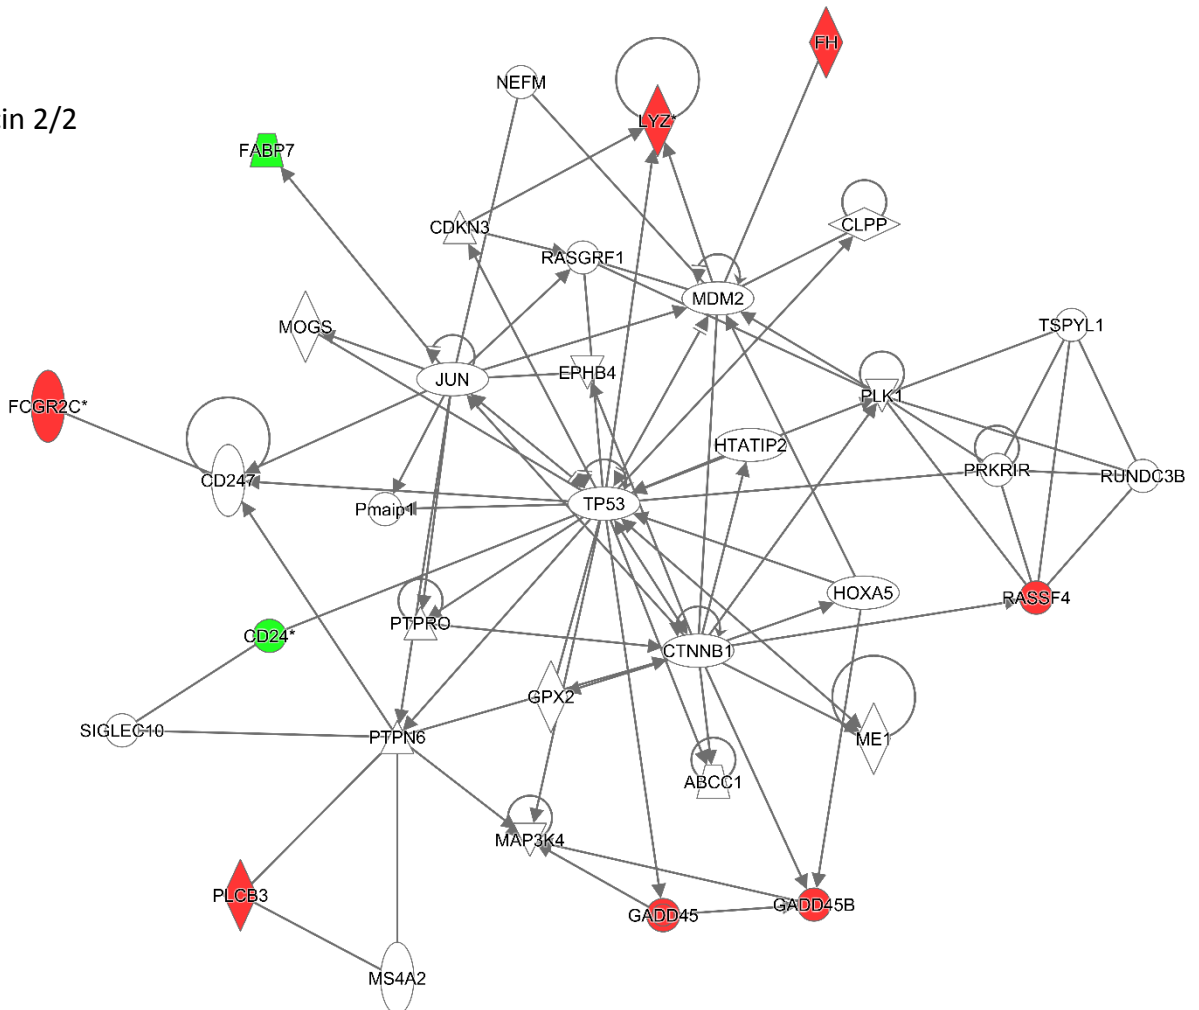 FH
NEFM
LYZ*
in 2/2
FABP7
CLPP
CDKN3
RASGRF1
MDM2
MOGS
TSPYL1
JUN
EPHB4
PLK1
FCGR2C*
HTATIP2
PRKRIR
RUNDC3B
CD247
TP53
Pmaip1
HOXA5
RASSF4
PTPRO
CD24*
CTNNB1
GPX2
SIGLEC10
PTPN6
ME1
ABCC1
MAP3K4
PLCB3
GADD45
GADD45B
MS4A2